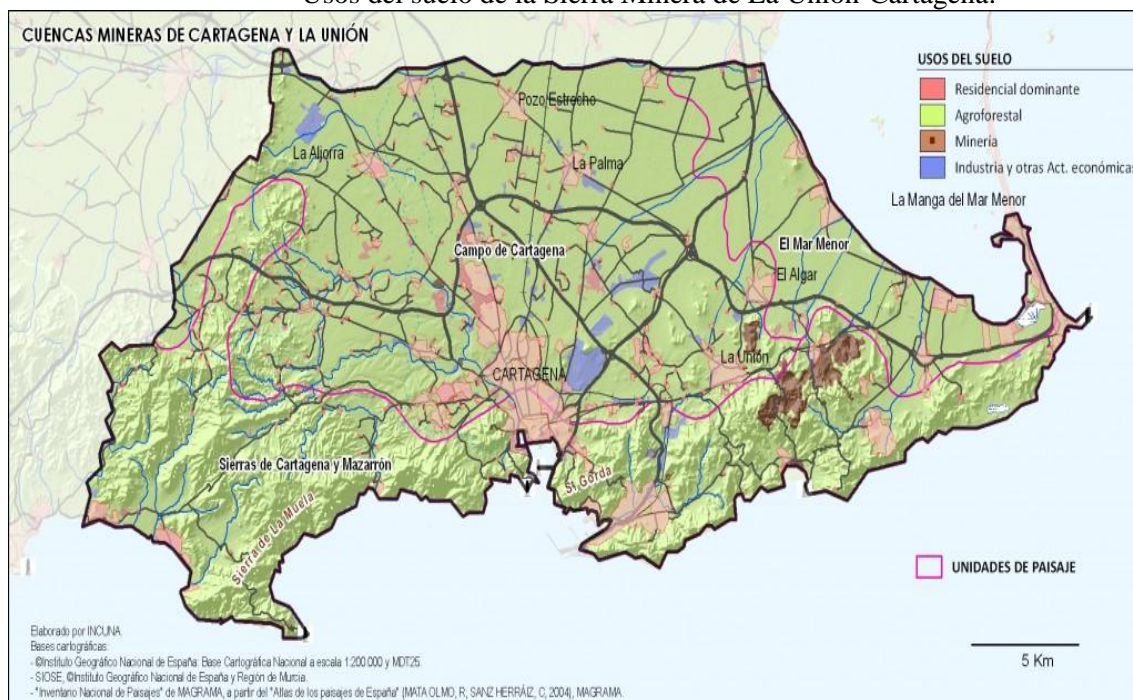 Usos del suelo de la Sierra Minera de La Unión-Cartagena.
CUENCAS MINERAS DE CARTAGENA Y LA UNIÓN
USOS DEL SUELO
Residencial dominante
Agroforestal
Minería
Industria y otras Act. económicas
Pozo Estrecho
La Aljorra
La Palma
La Manga del Mar Menor
Campo de Cartagena
El Mar Menor
El Algar
La Unión
CARTAGENA
Sierras de Cartagena y Mazarrón
Sierra de La Muela
S. Gorda
UNIDADES DE PAISAJE
5 Km
Elaborado por INCUNA.
Bases cartográficas:
- ©Instituto Geográfico Nacional de España: Base Cartográfica Nacional a escala 1:200.000 y MDT25.
- SIOSE, ©Instituto Geográfico Nacional de España y Región de Murcia.
- "Inventario Nacional de Paisajes" de MAGRAMA, a partir del "Atlas de los paisajes de España" (MATA OLMO, R, SANZ HERRÁIZ, C, 2004), MAGRAMA.